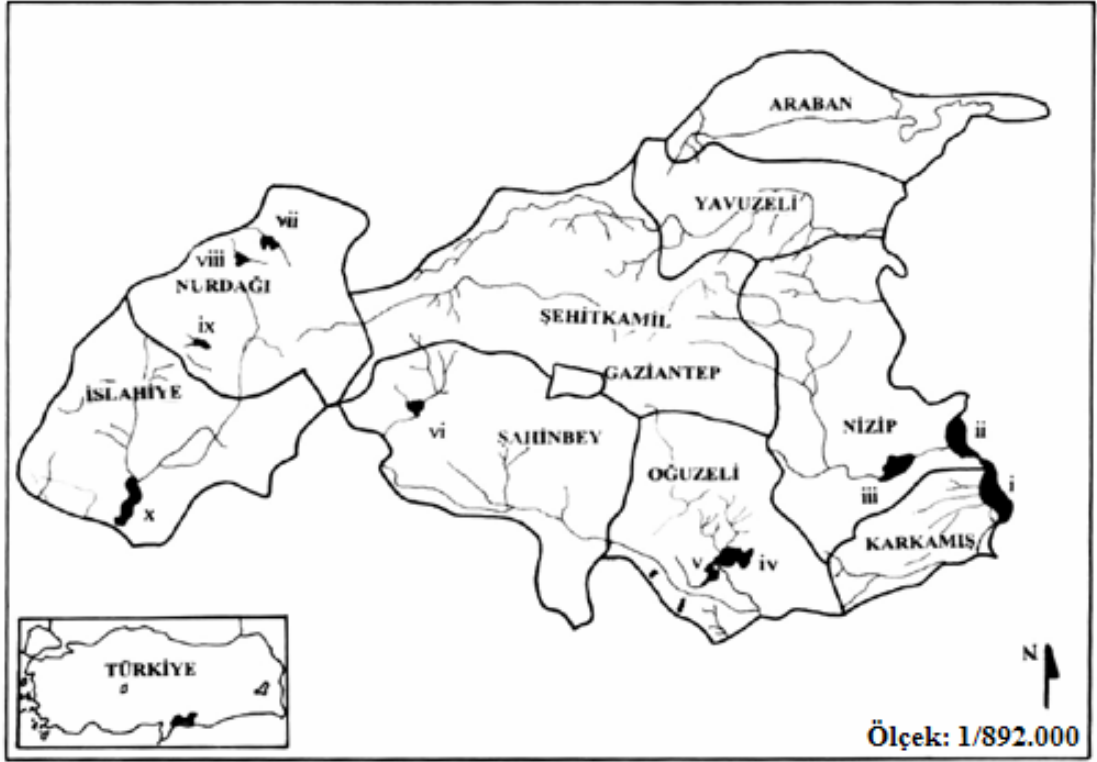 ARABAN
YAVUZELİ
vii
viii
NURDAĞI
ŞEHİTKAMİL
ix
GAZİANTEP
İSLAHİYE
vi
ŞAHİNBEY
NİZİP
ii
OĞUZELİ
iii
i
x
KARKAMIŞ
v
iv
TÜRKİYE
N
Ölçek: 1/892.000